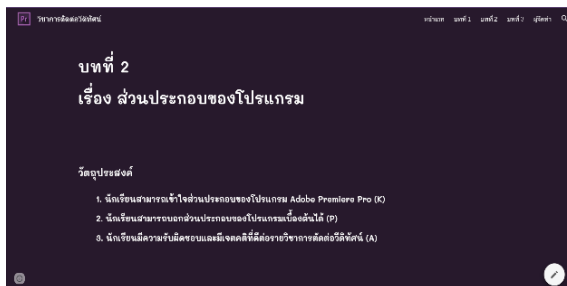 Pr วิชาการตัดต่อวีดิทัศน์
หน้าแรก บทที่1 บทที่2 บทที่3 ผู้จัดทำ
บทที่ 2
เรื่อง ส่วนประกอบของโปรแกรม
วัตถุประสงค์
1. นักเรียนสามารถเข้าใจส่วนประกอบของโปรแกรม Adobe Premiere Pro (K)
2. นักเรียนสามารถบอกส่วนประกอบของโปรแกรมเบื้องต้นได้ (P)
3. นักเรียนมีความรับผิดชอบและมีเจตคติที่ดีต่อรายวิชาการตัดต่อวีดิทัศน์ (A)